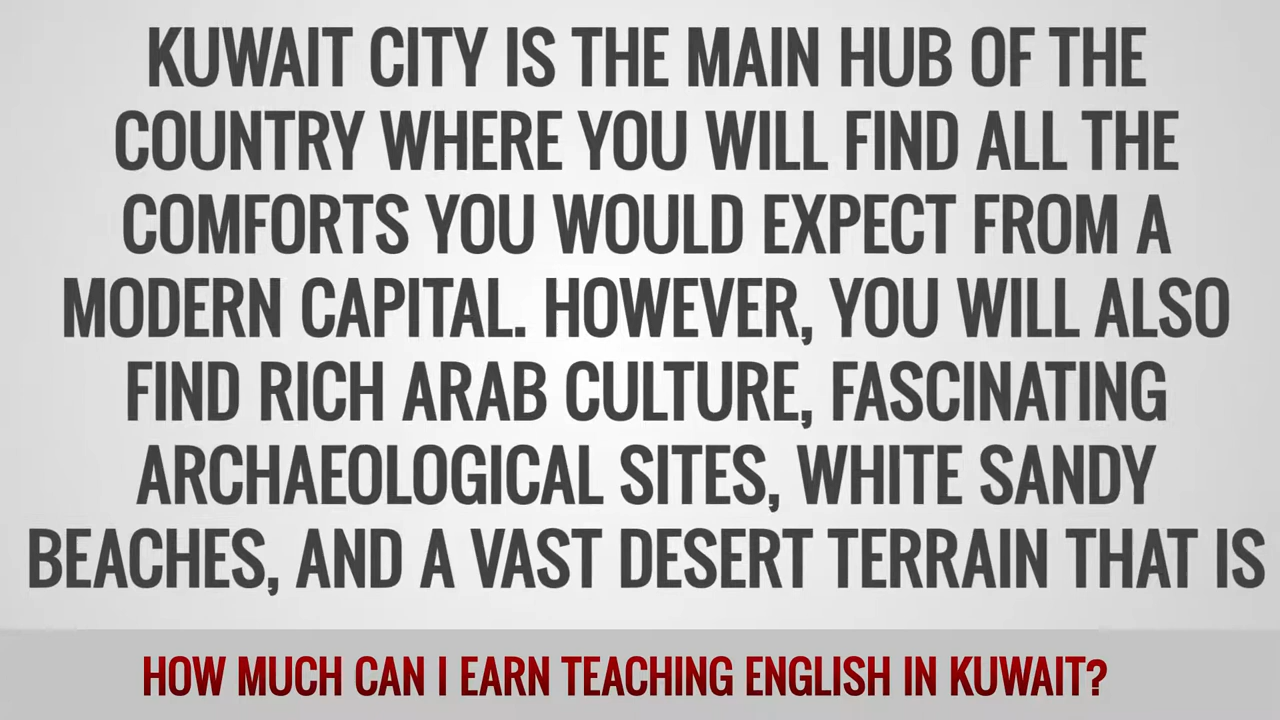 KUWAIT CITY IS THE MAIN HUB OF THE
COUNTRY WHERE YOU WILL FIND ALL THE
COMFORTS YOU WOULD EXPECT FROM A
MODERN CAPITAL. HOWEVER, YOU WILL ALSO
FIND RICH ARAB CULTURE, FASCINATING
ARCHAEOLOGICAL SITES, WHITE SANDY
BEACHES, AND A VAST DESERT TERRAIN THAT IS
HOW MUCH CAN I EARN TEACHING ENGLISH IN KUWAIT?